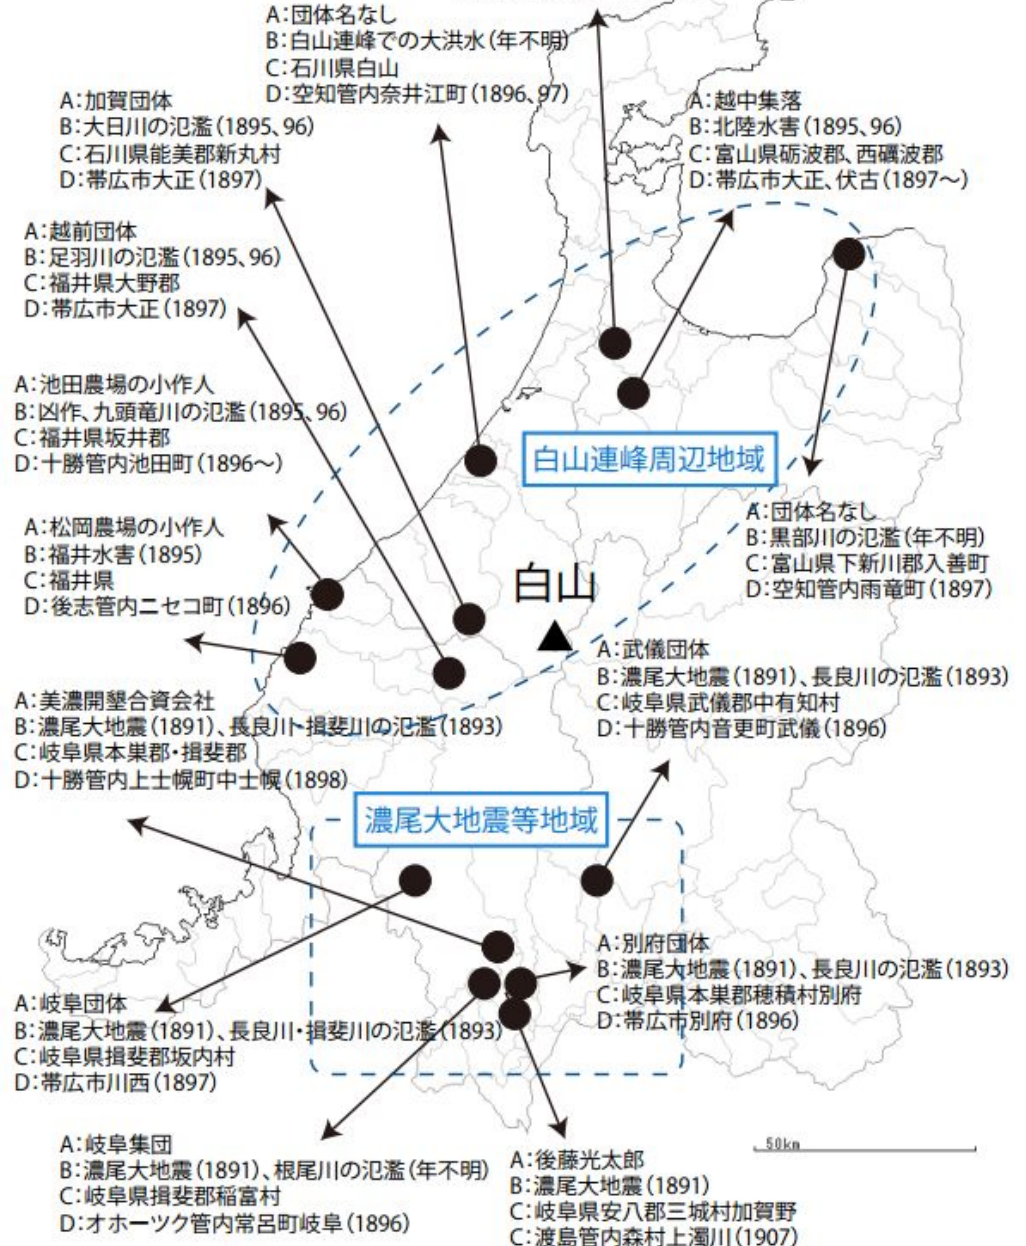 A：団体名なし
B：白山連峰での大洪水（年不明）
C：石川県白山
D：空知管内奈井江町（1896、97）
A：加賀団体
B：大日川の氾濫（1895、96）
C：石川県能美郡新丸村
D：帯広市大正（1897）
A：越中集落
B：北陸水害（1895、96）
C：富山県砺波郡、西礪波郡
D：帯広市大正、伏古（1897～）
A：越前団体
B：足羽川の氾濫（1895、96）
C：福井県大野郡
D：帯広市大正（1897）
A：池田農場の小作人
B：凶作、九頭竜川の氾濫（1895、96）
C：福井県坂井郡
D：十勝管内池田町（1896～）
白山連峰周辺地域
A：松岡農場の小作人
B：福井水害（1895）
C：福井県
D：後志管内ニセコ町（1896）
A：団体名なし
B：黒部川の氾濫（年不明）
C：富山県下新川郡入善町
D：空知管内雨竜町（1897）
白山
A：武儀団体
B：濃尾大地震（1891）、長良川の氾濫（1893）
C：岐阜県武儀郡中有知村
D：十勝管内音更町武儀（1896）
A：美濃開墾合資会社
B：濃尾大地震（1891）、長良川・揖斐川の氾濫（1893）
C：岐阜県本巣郡・揖斐郡
D：十勝管内上士幌町中士幌（1898）
濃尾大地震等地域
A：別府団体
B：濃尾大地震（1891）、長良川の氾濫（1893）
C：岐阜県本巣郡穂積村別府
D：帯広市別府（1896）
A：岐阜団体
B：濃尾大地震（1891）、長良川・揖斐川の氾濫（1893）
C：岐阜県揖斐郡坂内村
D：帯広市川西（1897）
A：岐阜集団
B：濃尾大地震（1891）、根尾川の氾濫（年不明）
C：岐阜県揖斐郡稲富村
D：オホーツク管内常呂町岐阜（1896）
50km
A：後藤光太郎
B：濃尾大地震（1891）
C：岐阜県安八郡三城村加賀野
C：渡島管内森村上濁川（1907）